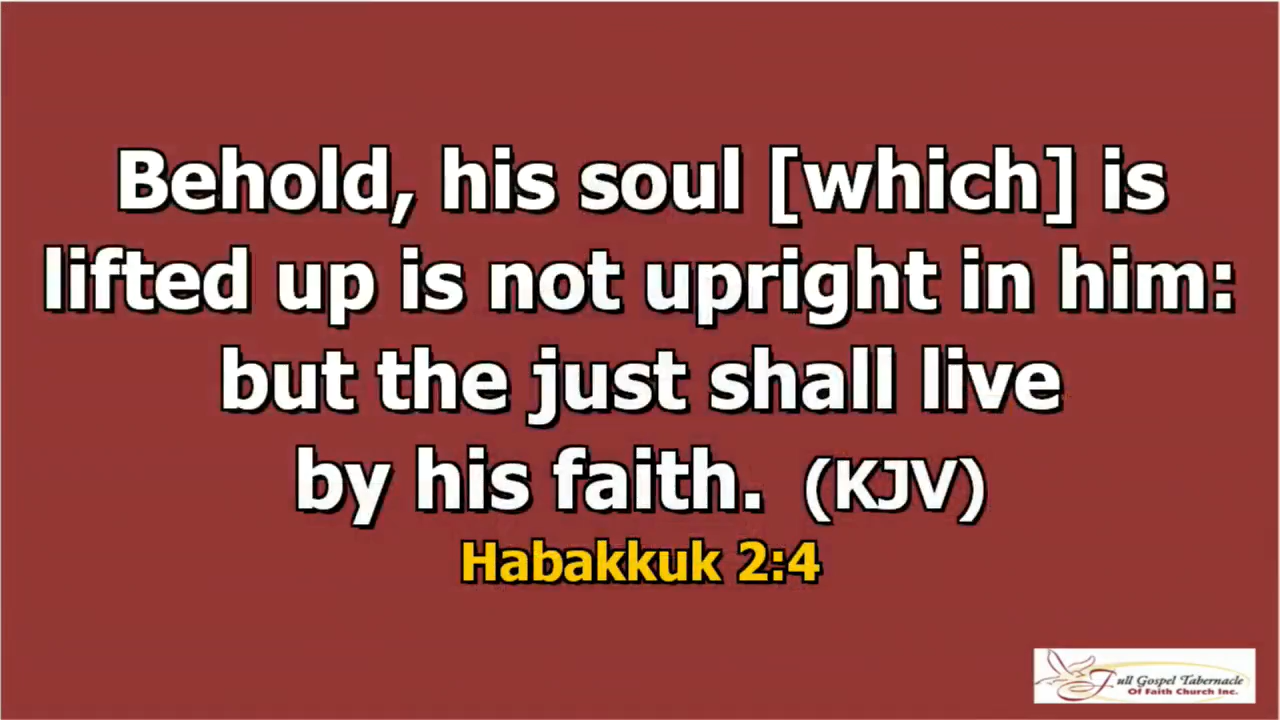 Behold, his soul [which] is
lifted up is not upright in him:
but the just shall live
by his faith. (KJV)
Habakkuk 2:4
Full Gospel Tabernacle
Of Faith Church Inc.